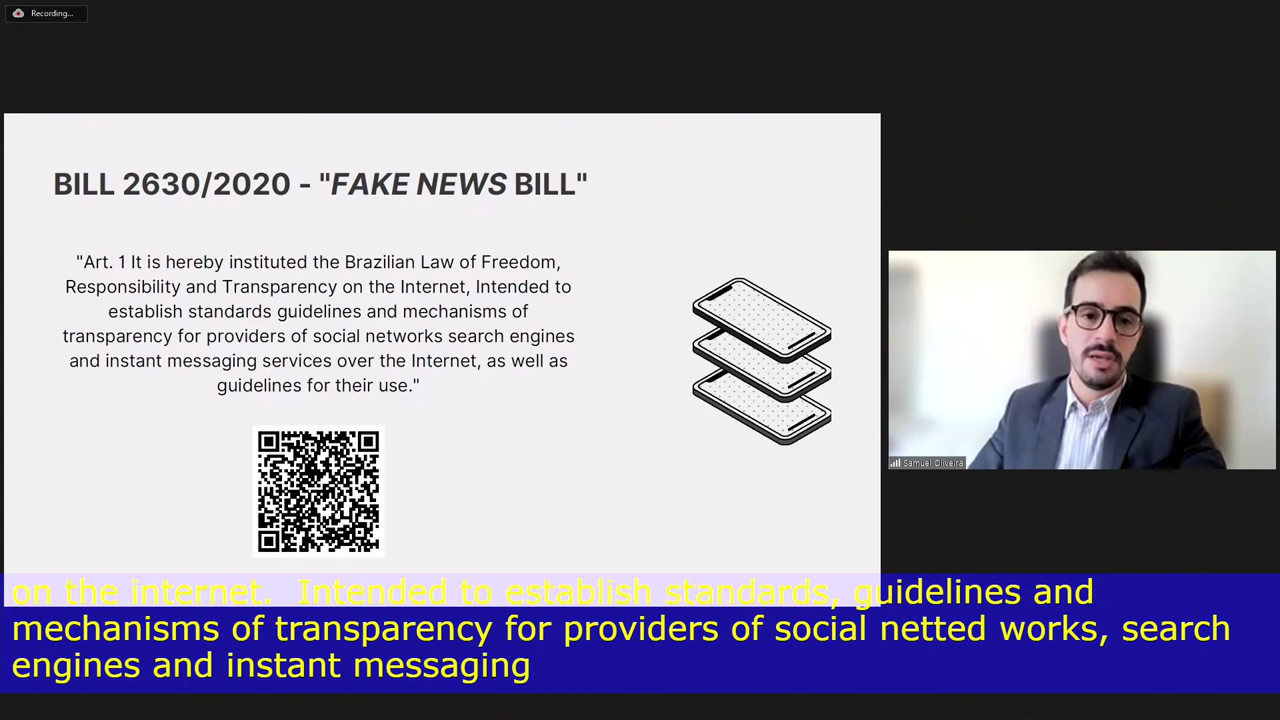 Recording...
BILL 2630/2020 - "FAKE NEWS BILL"
"Art. 1 It is hereby instituted the Brazilian Law of Freedom,
Responsibility and Transparency on the Internet, Intended to
establish standards guidelines and mechanisms of
transparency for providers of social networks search engines
and instant messaging services over the Internet, as well as
guidelines for their use."
Samuel Oliveira
on the internet.  Intended to establish standards, guidelines and
mechanisms of transparency for providers of social netted works, search
engines and instant messaging